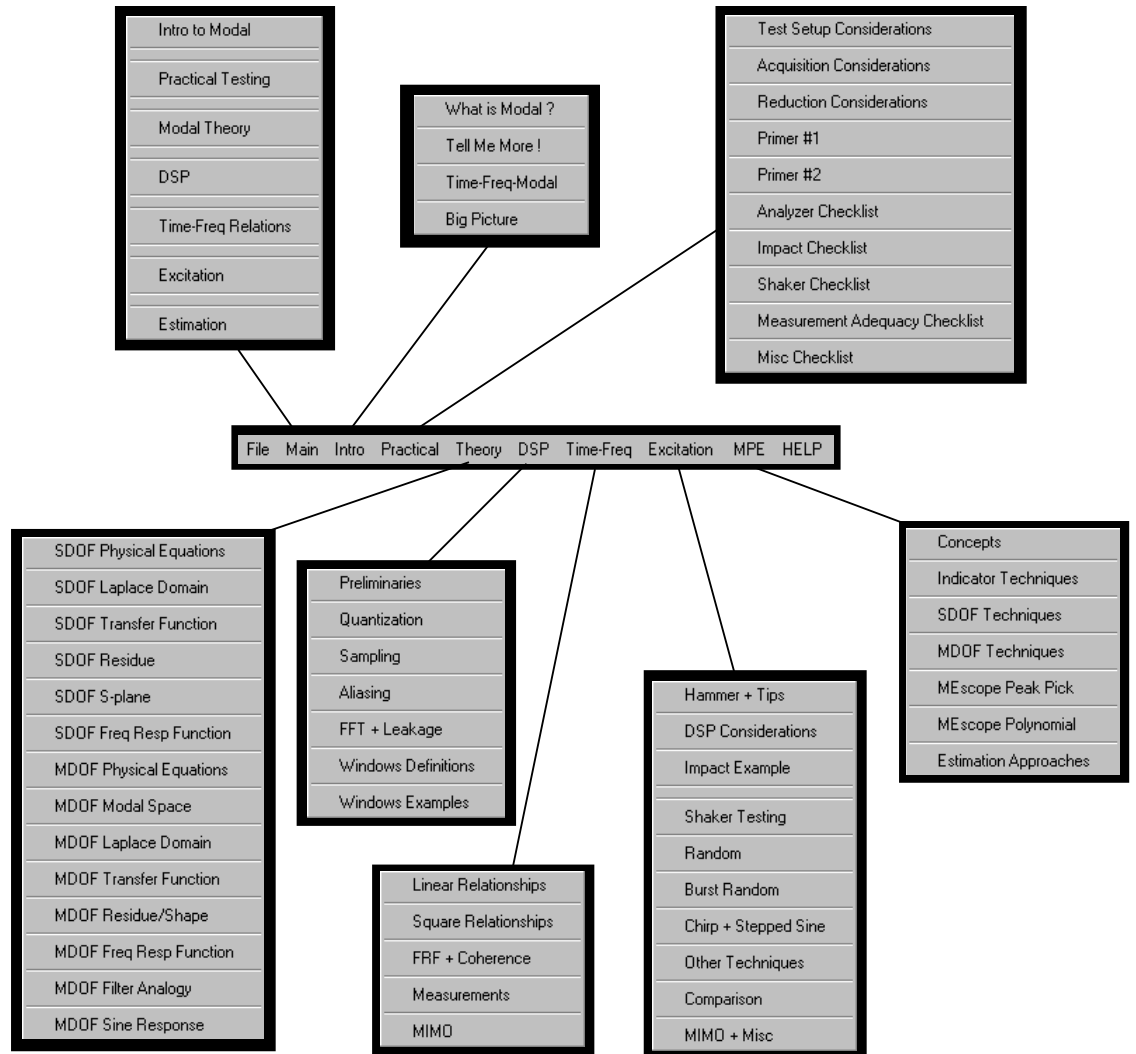 Intro to Modal
Practical Testing
Modal Theory
DSP
Time-Freq Relations
Excitation
Estimation
What is Modal ?
Tell Me More !
Time-Freq-Modal
Big Picture
Test Setup Considerations
Acquisition Considerations
Reduction Considerations
Primer #1
Primer #2
Analyzer Checklist
Impact Checklist
Shaker Checklist
Measurement Adequacy Checklist
Misc Checklist
File Main Intro Practical Theory DSP Time-Freq Excitation MPE HELP
SDOF Physical Equations
SDOF Laplace Domain
SDOF Transfer Function
SDOF Residue
SDOF S-plane
SDOF Freq Resp Function
MDOF Physical Equations
MDOF Modal Space
MDOF Laplace Domain
MDOF Transfer Function
MDOF Residue/Shape
MDOF Freq Resp Function
MDOF Filter Analogy
MDOF Sine Response
Preliminaries
Quantization
Sampling
Aliasing
FFT + Leakage
Windows Definitions
Windows Examples
Linear Relationships
Square Relationships
FRF + Coherence
Measurements
MIMO
Hammer + Tips
DSP Considerations
Impact Example
Shaker Testing
Random
Burst Random
Chirp + Stepped Sine
Other Techniques
Comparison
MIMO + Misc
Concepts
Indicator Techniques
SDOF Techniques
MDOF Techniques
MEscope Peak Pick
MEscope Polynomial
Estimation Approaches